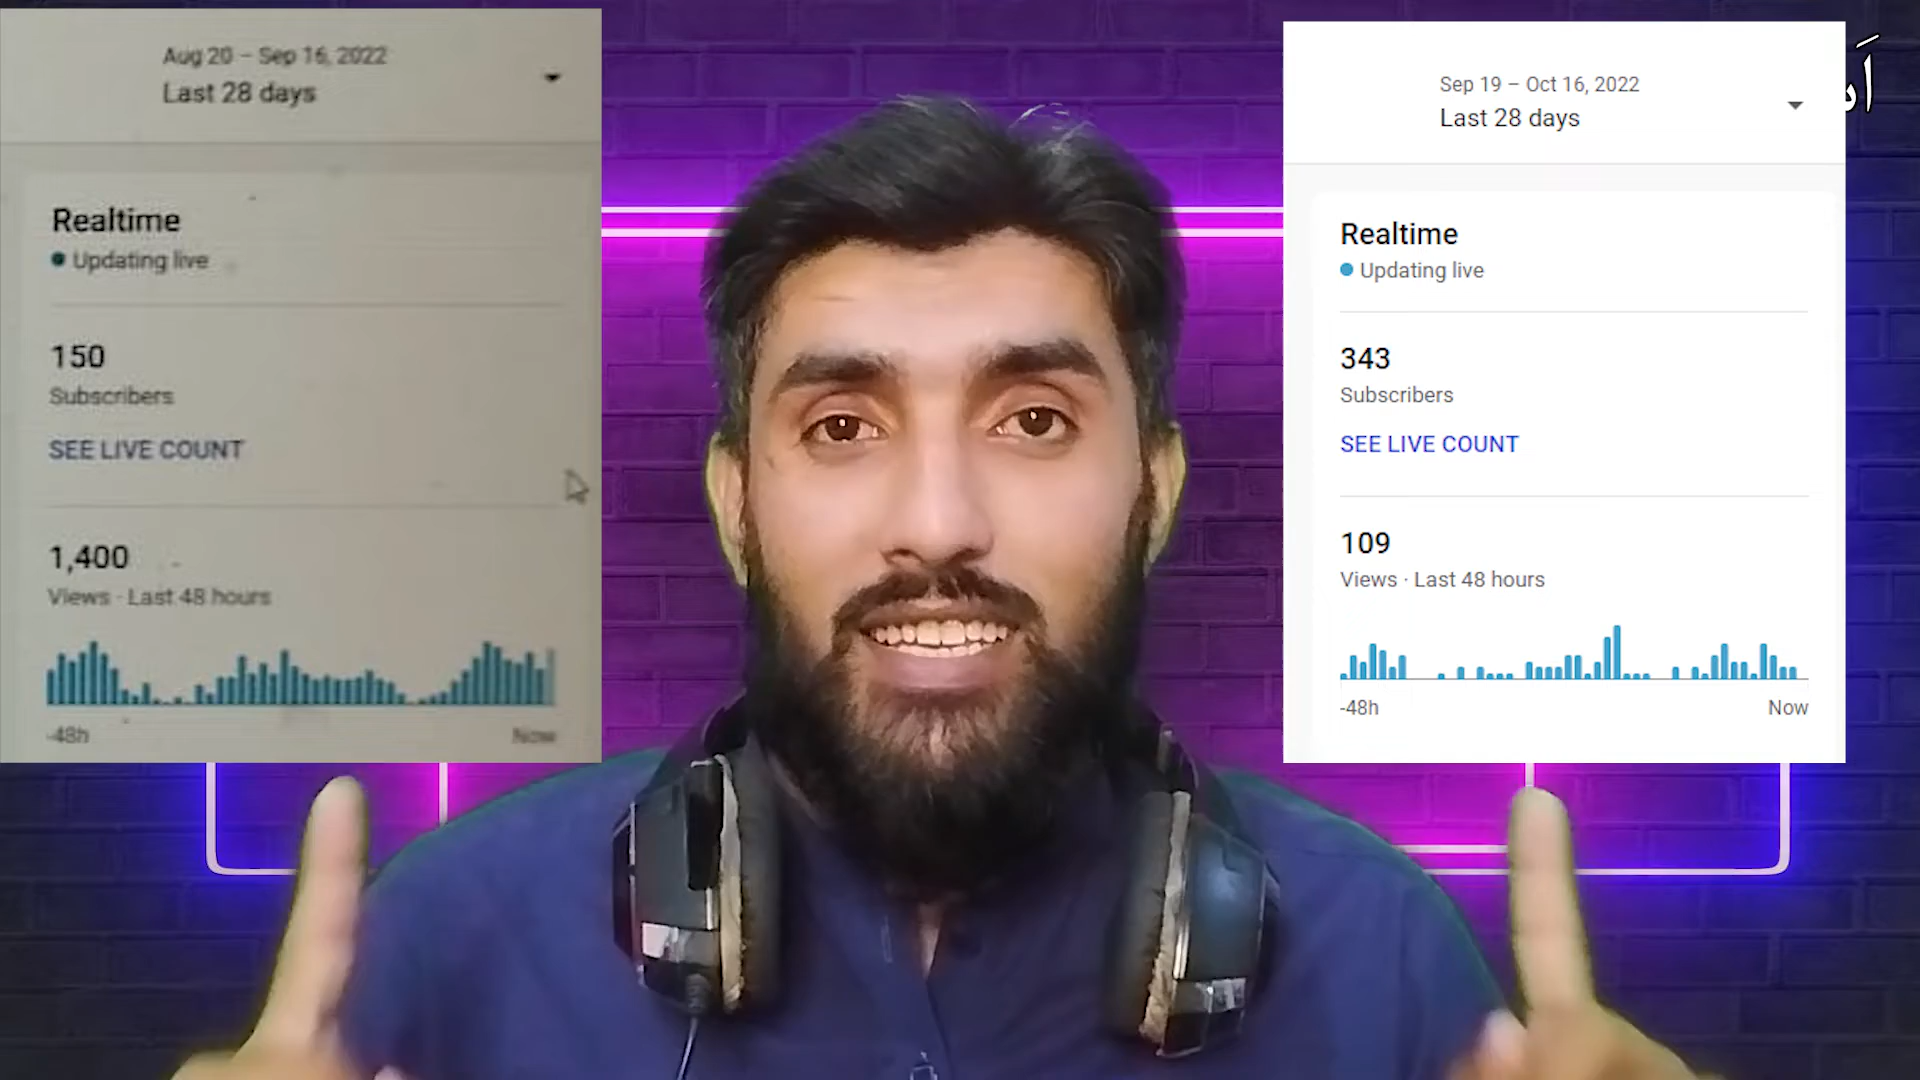 Aug 20 – Sep 16, 2022
Last 28 days
Realtime
Updating live
150
Subscribers
SEE LIVE COUNT
1,400
Views · Last 48 hours
-48h
Now
Sep 19 – Oct 16, 2022
Last 28 days
Realtime
Updating live
343
Subscribers
SEE LIVE COUNT
109
Views · Last 48 hours
-48h
Now